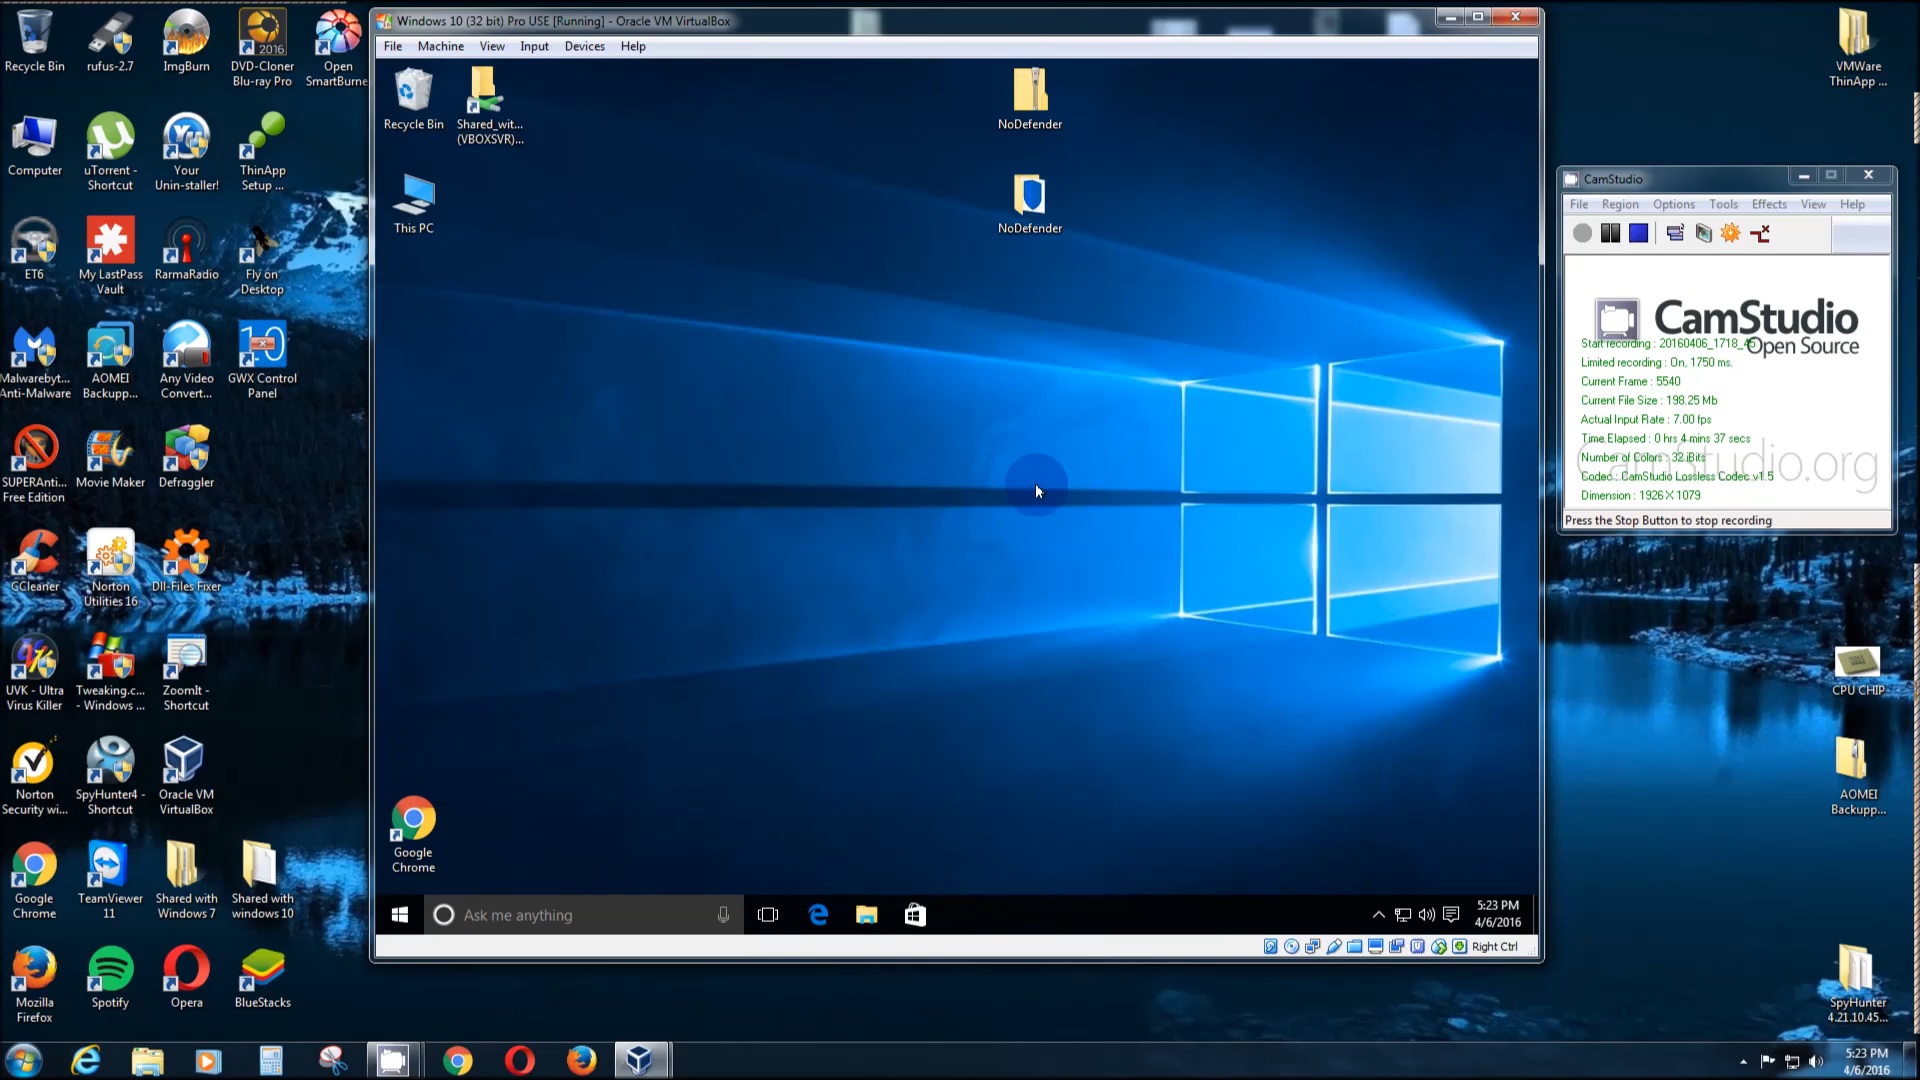 Recycle Bin
rufus-2.7
ImgBurn
DVD-Cloner
Blu-ray Pro
2016
Open
SmartBurne
Computer
uTorrent -
Shortcut
Your
Unin-staller!
ThinApp
Setup ...
ET6
My LastPass
Vault
RarmaRadio
Fly on
Desktop
Malwarebyt...
Anti-Malware
AOMEI
Backupp...
Any Video
Convert...
10
GWX Control
Panel
SUPERAnti...
Free Edition
Movie Maker
Defraggler
CCleaner
Norton
Utilities 16
Dll-Files Fixer
UVK - Ultra
Virus Killer
Tweaking.c...
- Windows ...
ZoomIt -
Shortcut
Norton
Security wi...
SpyHunter4 -
Shortcut
Oracle VM
VirtualBox
Google
Chrome
TeamViewer
11
Shared with
Windows 7
Shared with
windows 10
Mozilla
Firefox
Spotify
Opera
BlueStacks
Windows 10 (32 bit) Pro USE [Running] - Oracle VM VirtualBox
File Machine View Input Devices Help
Recycle Bin
Shared_wit...
(VBOXSVR)...
NoDefender
This PC
NoDefender
Google
Chrome
Ask me anything
5:23 PM
4/6/2016
Right Ctrl
VMWare
ThinApp ...
CamStudio
File Region Options Tools Effects View Help
CamStudio
Open Source
Start recording : 20160406_1718_45
Limited recording : On, 1750 ms.
Current Frame : 5540
Current File Size : 198.25 Mb
Actual Input Rate : 7.00 fps
Time Elapsed : 0 hrs 4 mins 37 secs
Number of Colors : 32 iBits
Codec : CamStudio Lossless Codec v1.5
Dimension : 1926 X 1079
CamStudio.org
Press the Stop Button to stop recording
CPU CHIP
AOMEI
Backupp...
SpyHunter
4.21.10.45...
5:23 PM
4/6/2016